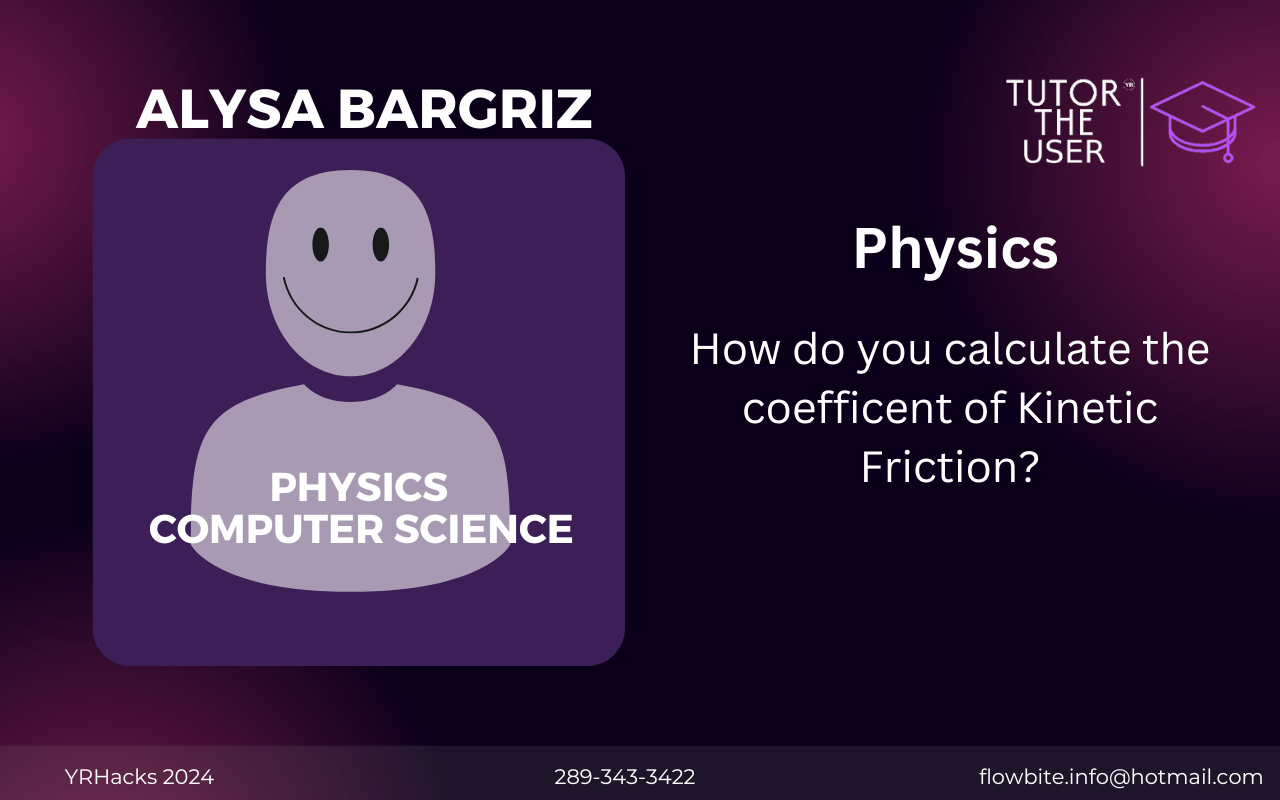 ALYSA BARGRIZ
PHYSICS
COMPUTER SCIENCE
TUTOR
THE
USER
YR
Physics
How do you calculate the
coefficent of Kinetic
Friction?
YRHacks 2024
289-343-3422
flowbite.info@hotmail.com